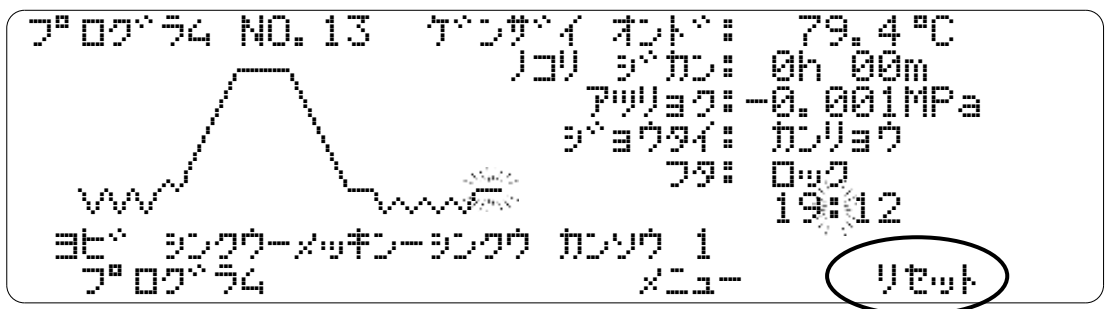 プログラム NO. 13 ゲンザイ オンド: 79.4℃
ノコリ ジカン: 0h 00m
アツリョク:-0.001MPa
ジョウタイ: カンリョウ
フタ: ロック
19:12
ヨビ シンクウーメッキンーシンクウ カンソウ 1
プログラム メニュー リセット